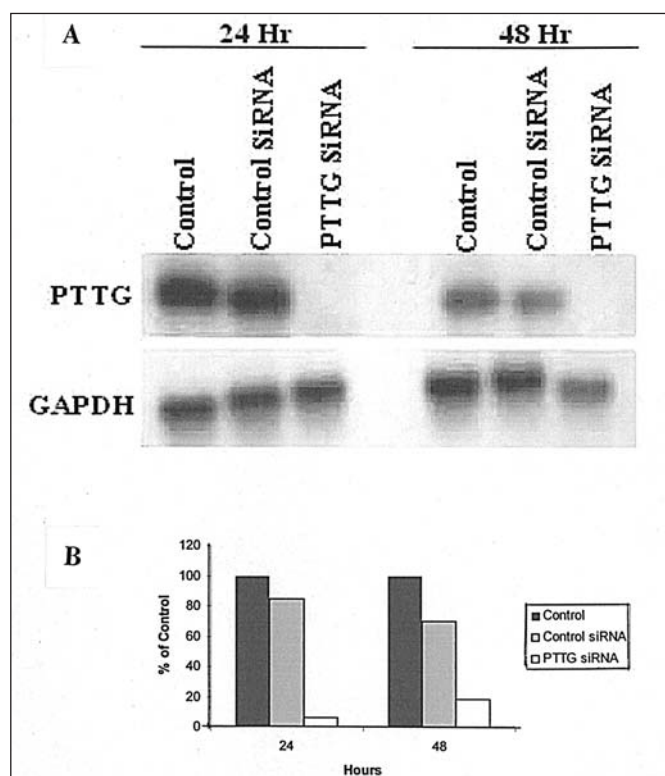 A
24 Hr
48 Hr
Control
Control SiRNA
PTTG SiRNA
Control
Control SiRNA
PTTG SiRNA
PTTG
GAPDH
B
120
100
80
60
40
20
0
% of Control
24
48
Hours
Control
Control siRNA
PTTG siRNA